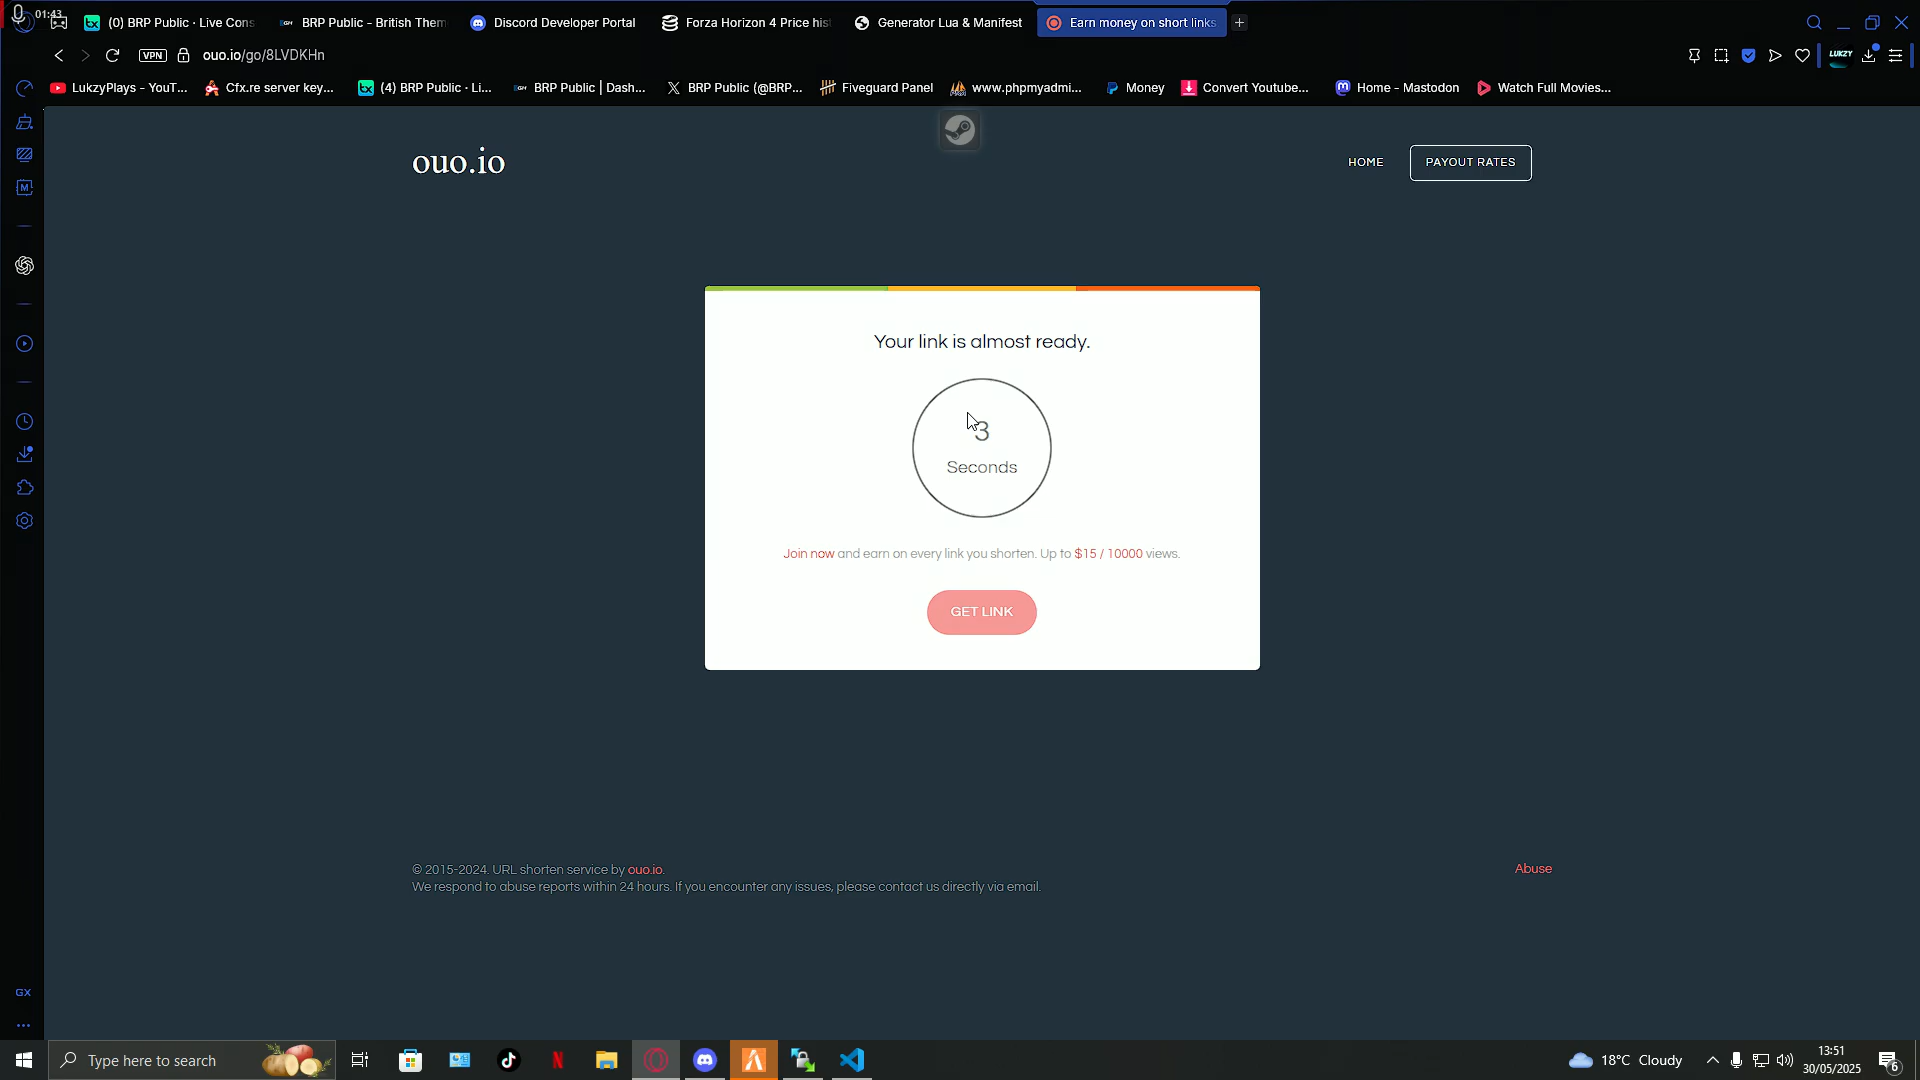 01:43
(0) BRP Public · Live Cons
BRP Public - British Them
Discord Developer Portal
Forza Horizon 4 Price hist
Generator Lua & Manifest
Earn money on short links
VPN
ouo.io/go/8LVDKHn
LUKZY
LukzyPlays - YouT...
Cfx.re server key...
(4) BRP Public · Li...
BRP Public | Dash...
BRP Public (@BRP...
Fiveguard Panel
www.phpmyadmi...
Money
Convert Youtube...
Home - Mastodon
Watch Full Movies...
ouo.io
HOME
PAYOUT RATES
Your link is almost ready.
3
Seconds
Join now and earn on every link you shorten. Up to $15 / 10000 views.
GET LINK
© 2015-2024. URL shorten service by ouo.io.
We respond to abuse reports within 24 hours. If you encounter any issues, please contact us directly via email.
Abuse
GX
Type here to search
18°C Cloudy
13:51
30/05/2025
6